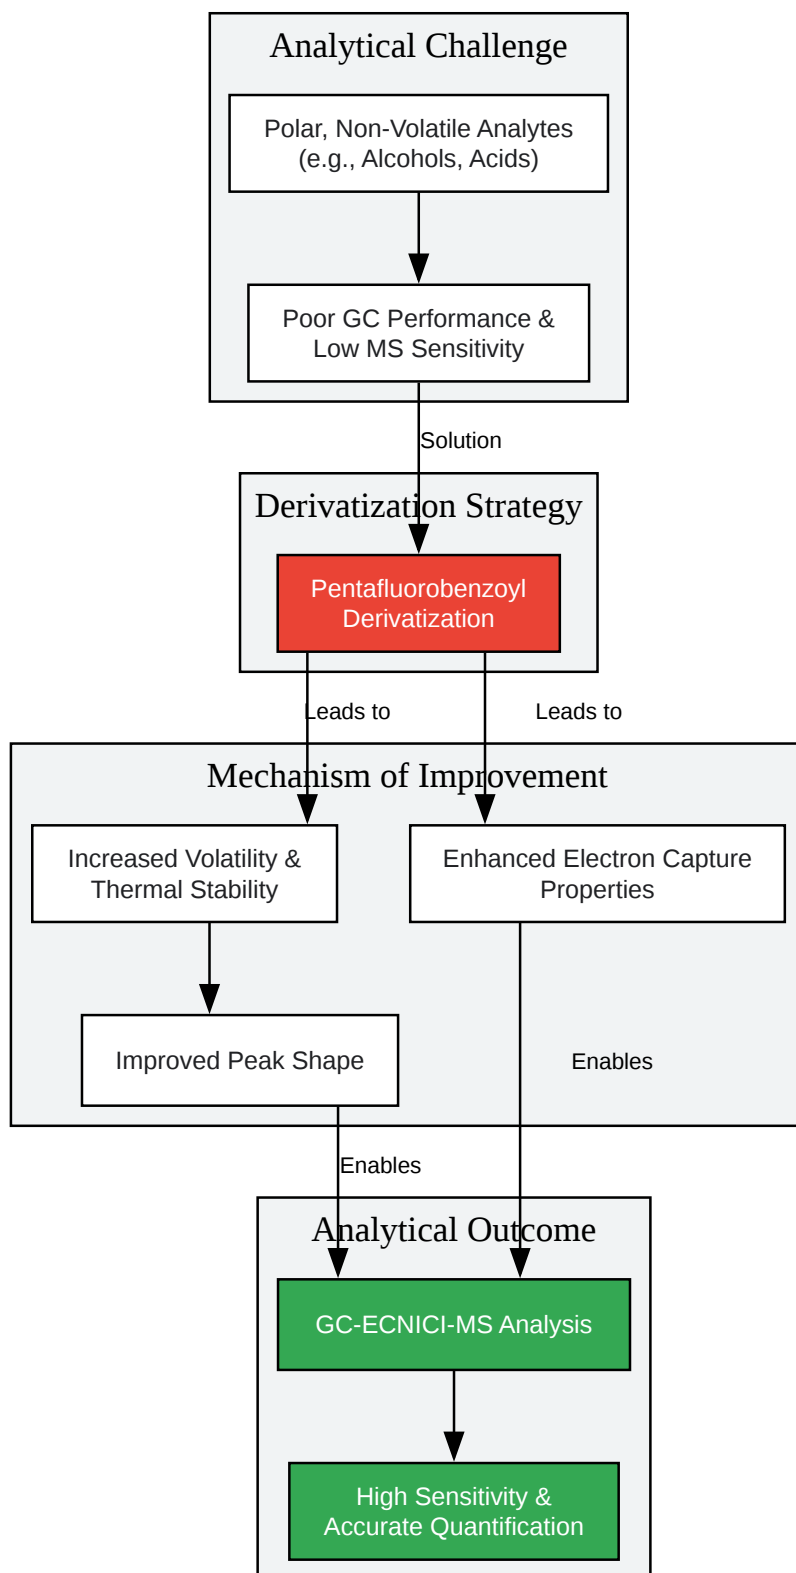 Analytical Challenge
Polar, Non-Volatile Analytes
(e.g., Alcohols, Acids)
Poor GC Performance &
Low MS Sensitivity
Solution
Derivatization Strategy
Pentafluorobenzoyl
Derivatization
Leads to
Leads to
Mechanism of Improvement
Increased Volatility &
Thermal Stability
Enhanced Electron Capture
Properties
Improved Peak Shape
Enables
Enables
Analytical Outcome
GC-ECNICI-MS Analysis
High Sensitivity &
Accurate Quantification